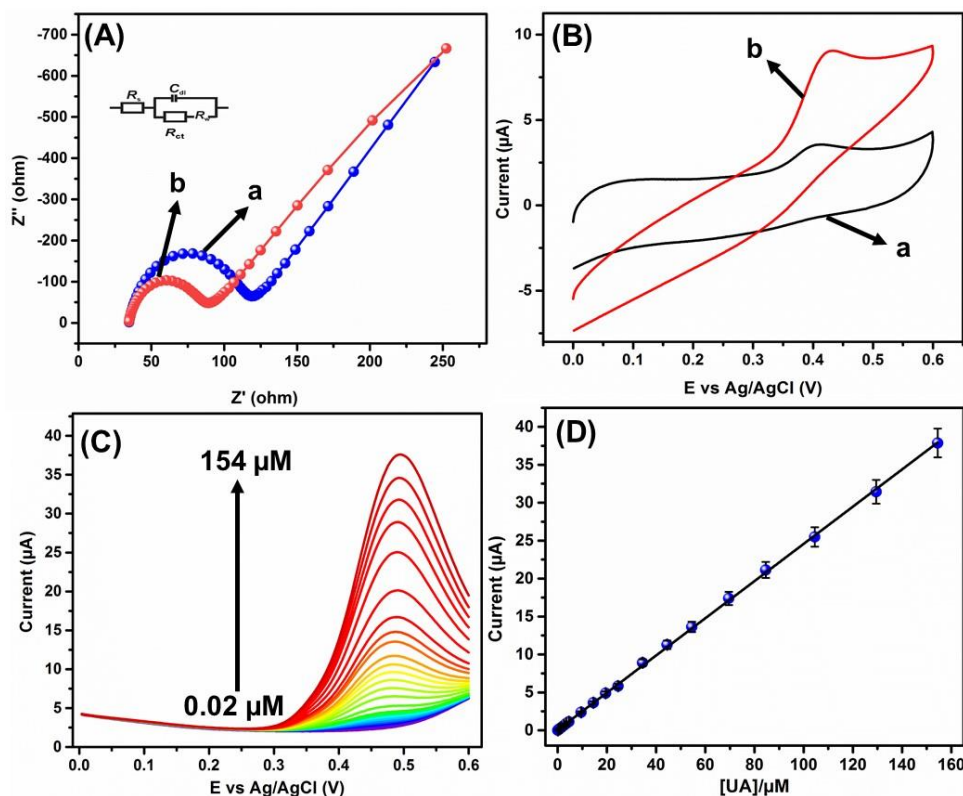 (A)
-700
-600
-500
-400
-300
-200
-100
0
Z'' (ohm)
Rs
Cdl
Rct
Rw
b
a
0 50 100 150 200 250
Z' (ohm)
(B)
10
5
0
-5
Current (µA)
b
a
0.0 0.1 0.2 0.3 0.4 0.5 0.6
E vs Ag/AgCl (V)
(C)
40
35
30
25
20
15
10
5
0
Current (µA)
154 µM
0.02 µM
0.0 0.1 0.2 0.3 0.4 0.5 0.6
E vs Ag/AgCl (V)
(D)
40
35
30
25
20
15
10
5
0
Current (µA)
0 20 40 60 80 100 120 140 160
[UA]/µM